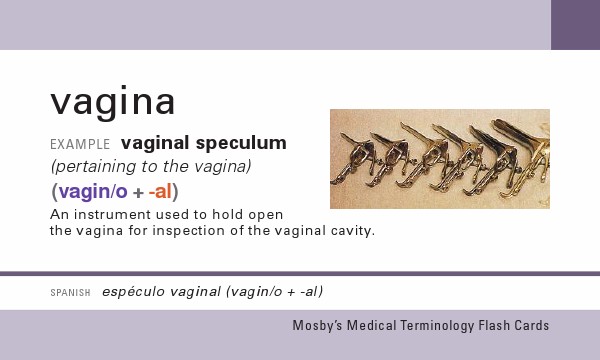 vagina
EXAMPLE vaginal speculum
(pertaining to the vagina)
(vagin/o + -al)
An instrument used to hold open
the vagina for inspection of the vaginal cavity.
SPANISH espéculo vaginal (vagin/o + -al)
Mosby's Medical Terminology Flash Cards